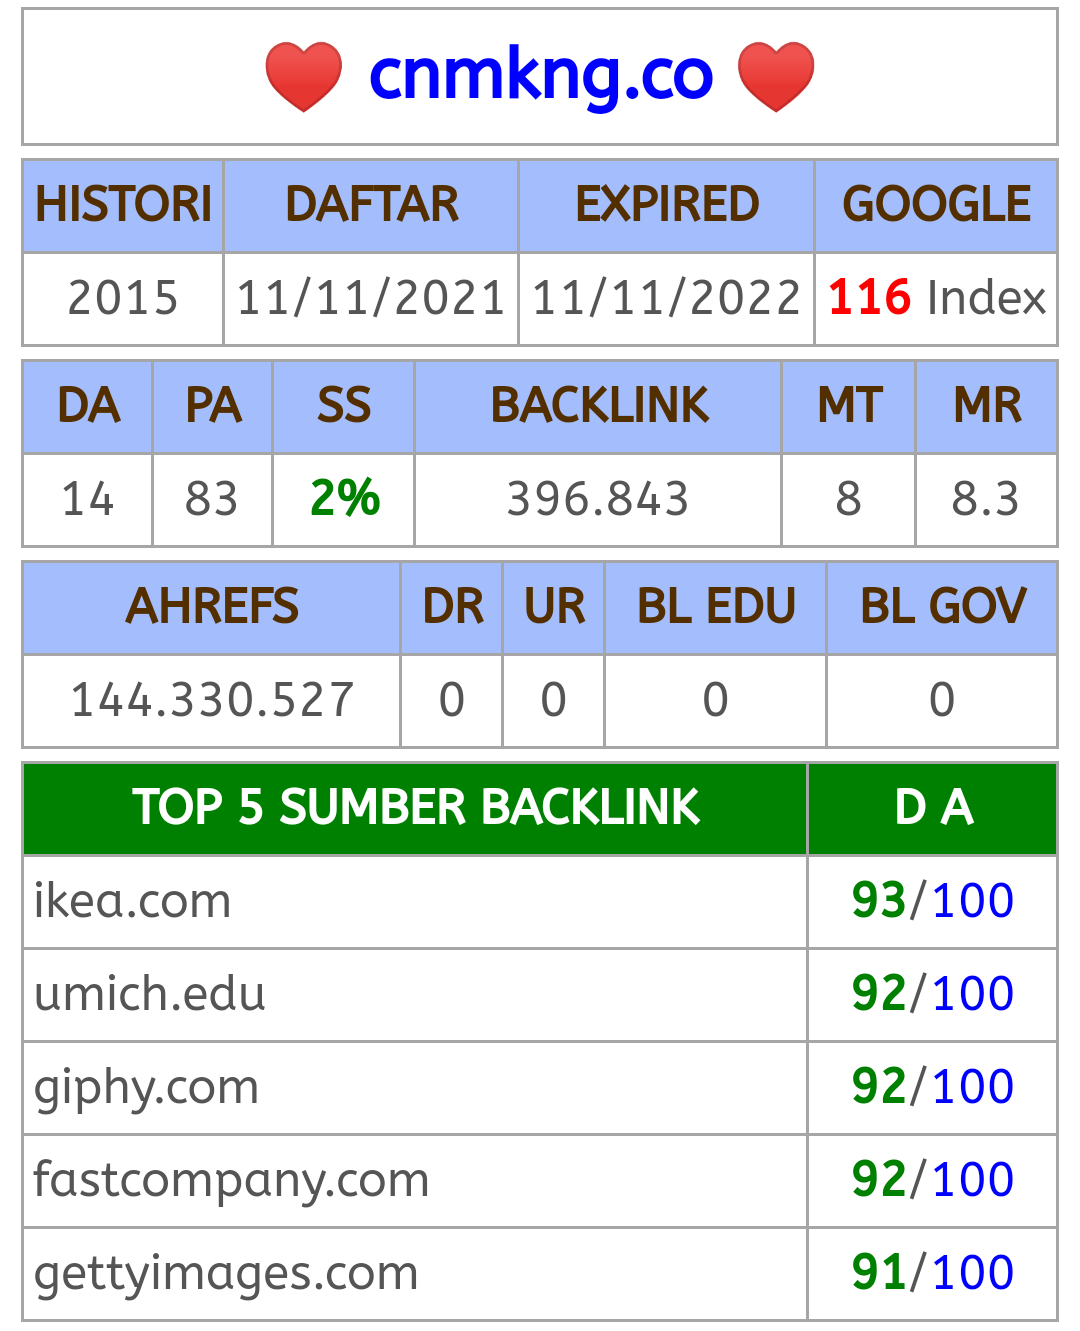 ❤️ cnmkng.co ❤️
HISTORI DAFTAR EXPIRED GOOGLE
2015 11/11/2021 11/11/2022 116 Index
DA PA SS BACKLINK MT MR
14 83 2% 396.843 8 8.3
AHREFS DR UR BL EDU BL GOV
144.330.527 0 0 0 0
TOP 5 SUMBER BACKLINK D A
ikea.com 93/100
umich.edu 92/100
giphy.com 92/100
fastcompany.com 92/100
gettyimages.com 91/100